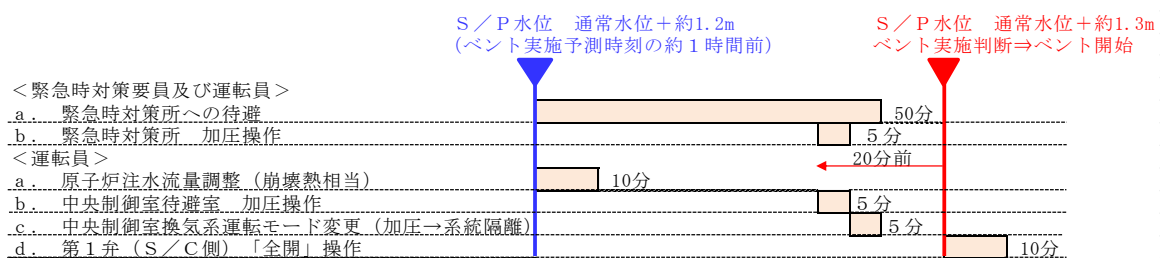 S／P水位　通常水位＋約1.2m
(ベント実施予測時刻の約１時間前)
S／P水位　通常水位＋約1.3m
ベント実施判断⇒ベント開始
＜緊急時対策要員及び運転員＞
a．　緊急時対策所への待避
50分
b．　緊急時対策所　加圧操作
５分
＜運転員＞
20分前
a．　原子炉注水流量調整（崩壊熱相当）
10分
b．　中央制御室待避室　加圧操作
５分
c．　中央制御室換気系運転モード変更（加圧→系統隔離）
５分
d．　第１弁（S／C側）「全開」操作
10分